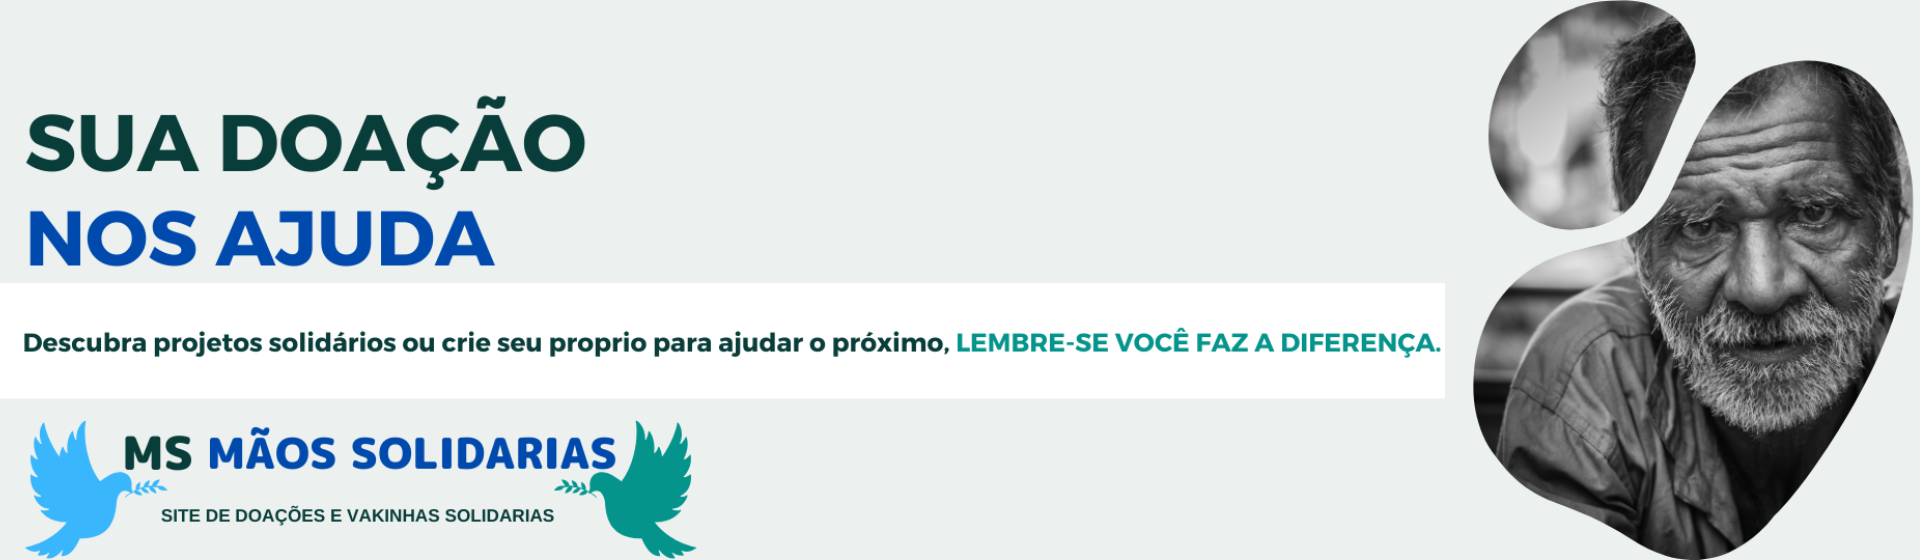 SUA DOAÇÃO
NOS AJUDA
Descubra projetos solidários ou crie seu proprio para ajudar o próximo, LEMBRE-SE VOCÊ FAZ A DIFERENÇA.
MS MÃOS SOLIDARIAS
SITE DE DOAÇÕES E VAKINHAS SOLIDARIAS